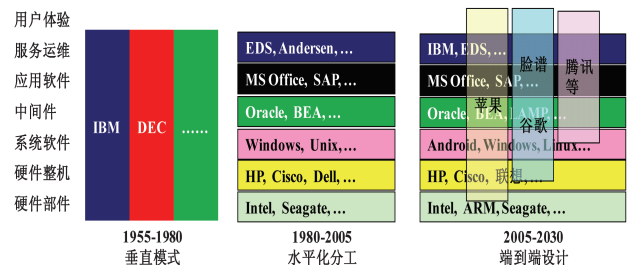 用户体验
服务运维
应用软件
中间件
系统软件
硬件整机
硬件部件
IBM
DEC
……
1955-1980
垂直模式
EDS, Andersen, …
MS Office, SAP, …
Oracle, BEA, …
Windows, Unix, …
HP, Cisco, Dell, …
Intel, Seagate, …
1980-2005
水平化分工
IBM, EDS, …
MS Office, SAP, …
Oracle, BEA, LAMP, …
Android, Windows, Linux…
HP, Cisco, 联想, …
Intel, ARM, Seagate, …
苹果
脸谱
谷歌
腾讯
等
2005-2030
端到端设计